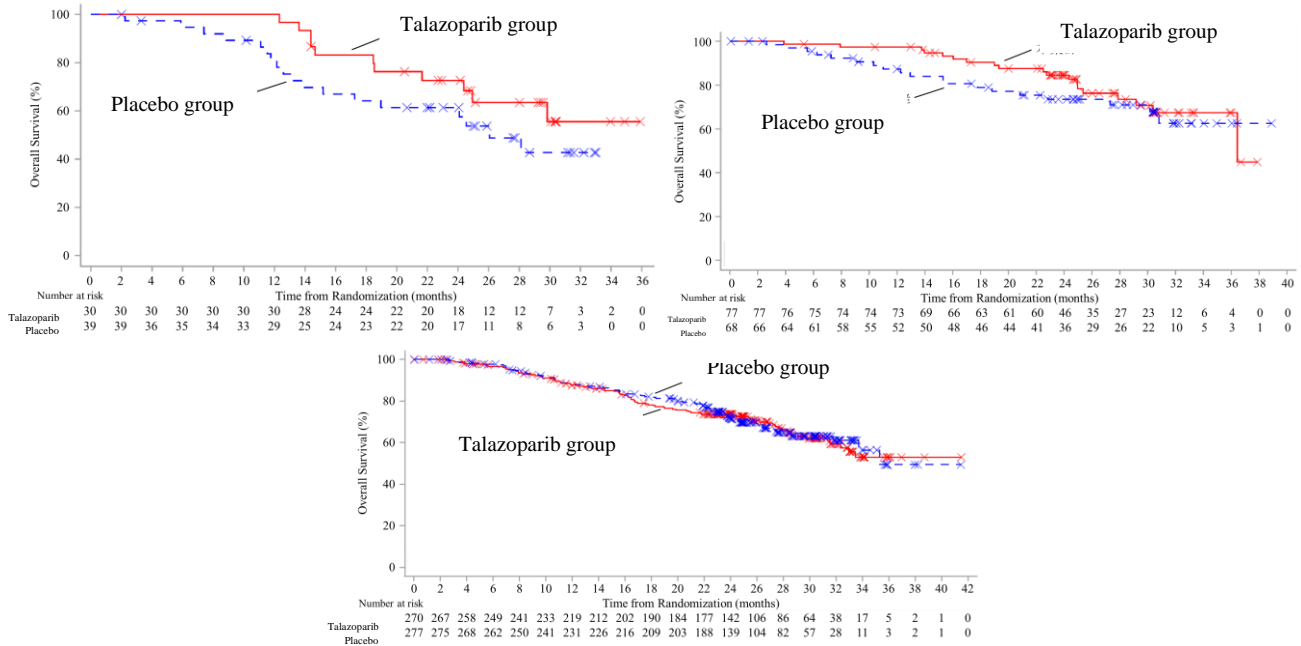 Talazoparib group
Placebo group
Overall Survival (%)
100
80
60
40
20
0
0 2 4 6 8 10 12 14 16 18 20 22 24 26 28 30 32 34 36
Number at risk Time from Randomization (months)
Talazoparib 30 30 30 30 30 30 30 28 24 24 22 20 18 12 12 7 3 2 0
Placebo 39 39 36 35 34 33 29 25 24 23 22 20 17 11 8 6 3 0 0
Talazoparib group
Placebo group
Overall Survival (%)
100
80
60
40
20
0
0 2 4 6 8 10 12 14 16 18 20 22 24 26 28 30 32 34 36 38 40
Number at risk Time from Randomization (months)
Talazoparib 77 77 76 75 74 74 73 69 66 63 61 60 46 35 27 23 12 6 4 0 0
Placebo 68 66 64 61 58 55 52 50 48 46 44 41 36 29 26 22 10 5 3 1 0
Placebo group
Talazoparib group
Overall Survival (%)
100
80
60
40
20
0
0 2 4 6 8 10 12 14 16 18 20 22 24 26 28 30 32 34 36 38 40 42
Number at risk Time from Randomization (months)
Talazoparib 270 267 258 249 241 233 219 212 202 190 184 177 142 106 86 64 38 17 5 2 1 0
Placebo 277 275 268 262 250 241 231 226 216 209 203 188 139 104 82 57 28 11 3 2 1 0